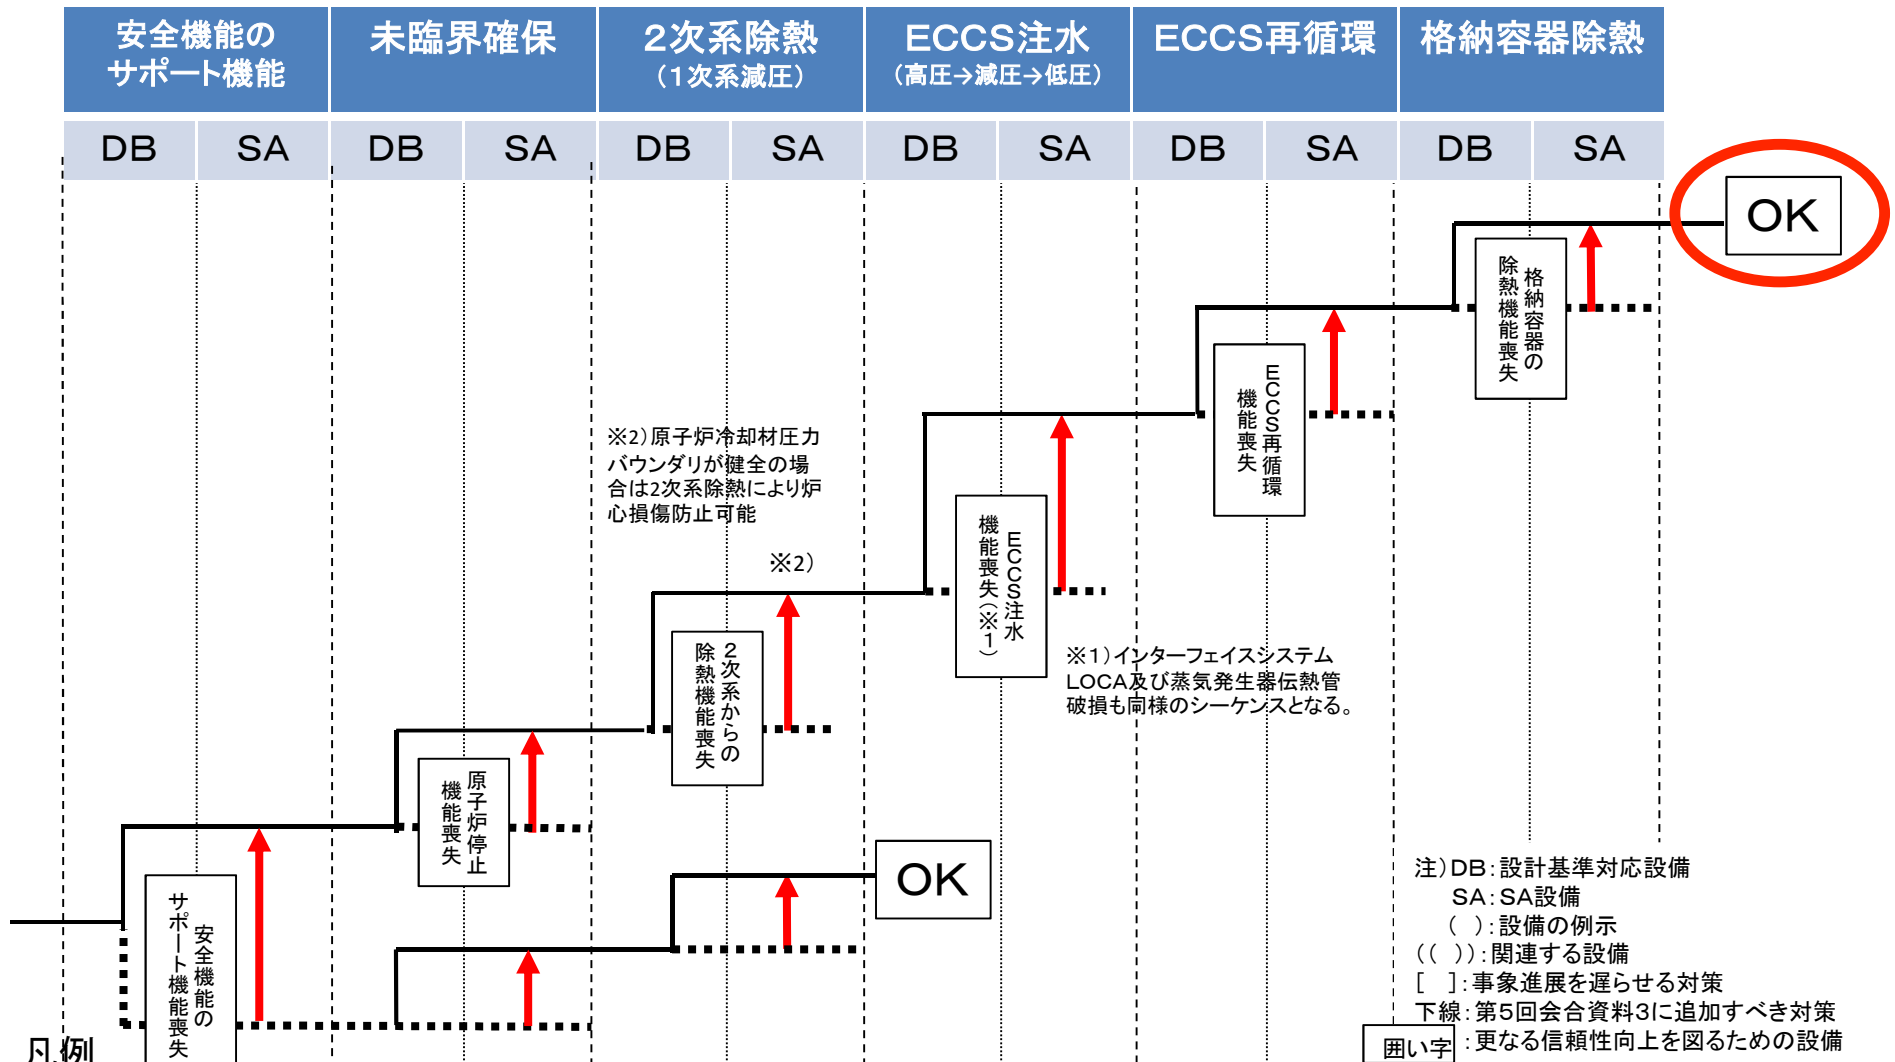 安全機能の
サポート機能
未臨界確保
2次系除熱
（1次系減圧）
ECCS注水
（高圧→減圧→低圧）
ECCS再循環
格納容器除熱
DB
SA
DB
SA
DB
SA
DB
SA
DB
SA
DB
SA
OK
格納容器の
除熱機能喪失
ECCS再循環
機能喪失
※2）原子炉冷却材圧力
バウンダリが健全の場
合は2次系除熱により炉
心損傷防止可能
※2）
ECCS注水
機能喪失（※1）
※1）インターフェイスシステム
LOCA及び蒸気発生器伝熱管
破損も同様のシーケンスとなる。
2次系からの
除熱機能喪失
原子炉停止
機能喪失
OK
安全機能の
サポート機能喪失
注）DB：設計基準対応設備
SA：SA設備
（　）：設備の例示
（（　））：関連する設備
［　］：事象進展を遅らせる対策
下線：第5回会合資料3に追加すべき対策
囲い字：更なる信頼性向上を図るための設備
凡例